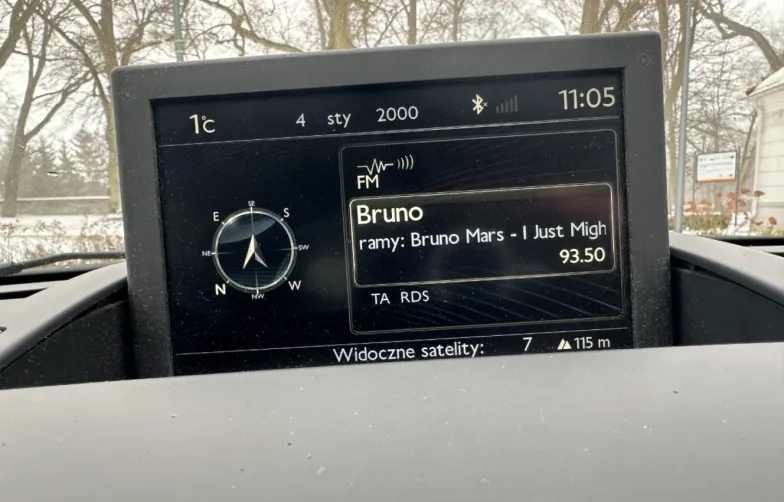 1°C 4 sty 2000 11:05
FM
Bruno
ramy: Bruno Mars - I Just Migh
93.50
TA RDS
SE
E S
NE SW
N W
NW
Widoczne satelity: 7 115 m